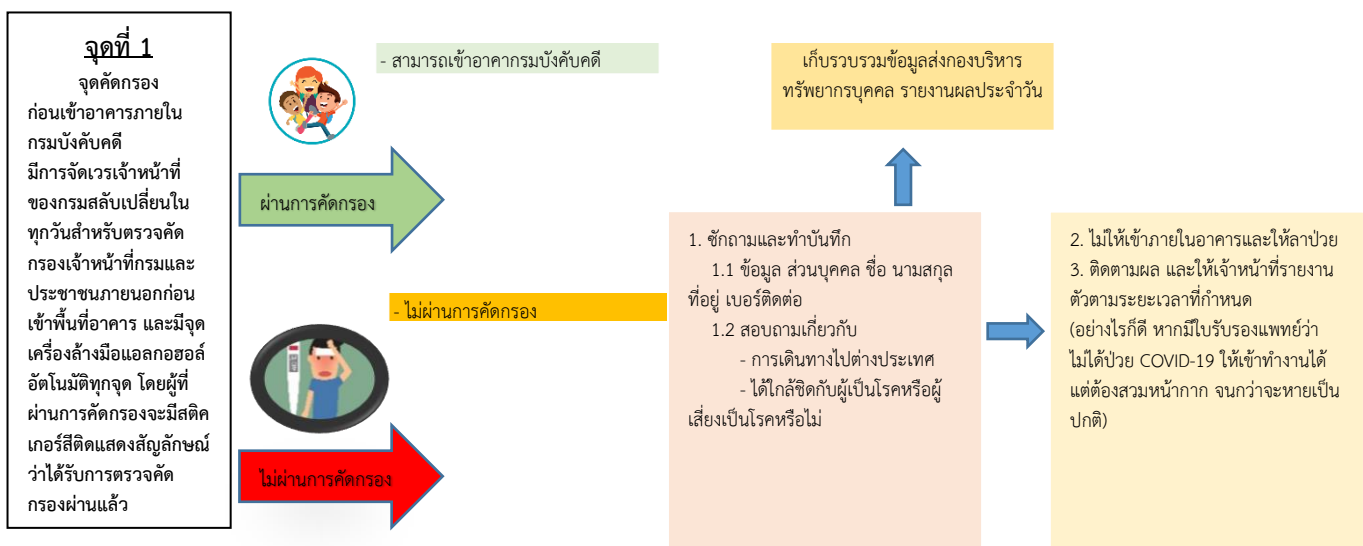 จุดที่ 1
จุดคัดกรอง
ก่อนเข้าอาคารภายใน
กรมบังคับคดี
มีการจัดเวรเจ้าหน้าที่
ของกรมสลับเปลี่ยนใน
ทุกวันสำหรับตรวจคัด
กรองเจ้าหน้าที่กรมและ
ประชาชนภายนอกก่อน
เข้าพื้นที่อาคาร และมีจุด
เครื่องล้างมือแอลกอฮอล์
อัตโนมัติทุกจุด โดยผู้ที่
ผ่านการคัดกรองจะมีสติค
เกอร์สีติดแสดงสัญลักษณ์
ว่าได้รับการตรวจคัด
กรองผ่านแล้ว
- สามารถเข้าอาคากรมบังคับคดี
ผ่านการคัดกรอง
- ไม่ผ่านการคัดกรอง
ไม่ผ่านการคัดกรอง
เก็บรวบรวมข้อมูลส่งกองบริหาร
ทรัพยากรบุคคล รายงานผลประจำวัน
1. ซักถามและทำบันทึก
1.1 ข้อมูล ส่วนบุคคล ชื่อ นามสกุล
ที่อยู่ เบอร์ติดต่อ
1.2 สอบถามเกี่ยวกับ
- การเดินทางไปต่างประเทศ
- ได้ใกล้ชิดกับผู้เป็นโรคหรือผู้
เสี่ยงเป็นโรคหรือไม่
2. ไม่ให้เข้าภายในอาคารและให้ลาป่วย
3. ติดตามผล และให้เจ้าหน้าที่รายงาน
ตัวตามระยะเวลาที่กำหนด
(อย่างไรก็ดี หากมีใบรับรองแพทย์ว่า
ไม่ได้ป่วย COVID-19 ให้เข้าทำงานได้
แต่ต้องสวมหน้ากาก จนกว่าจะหายเป็น
ปกติ)